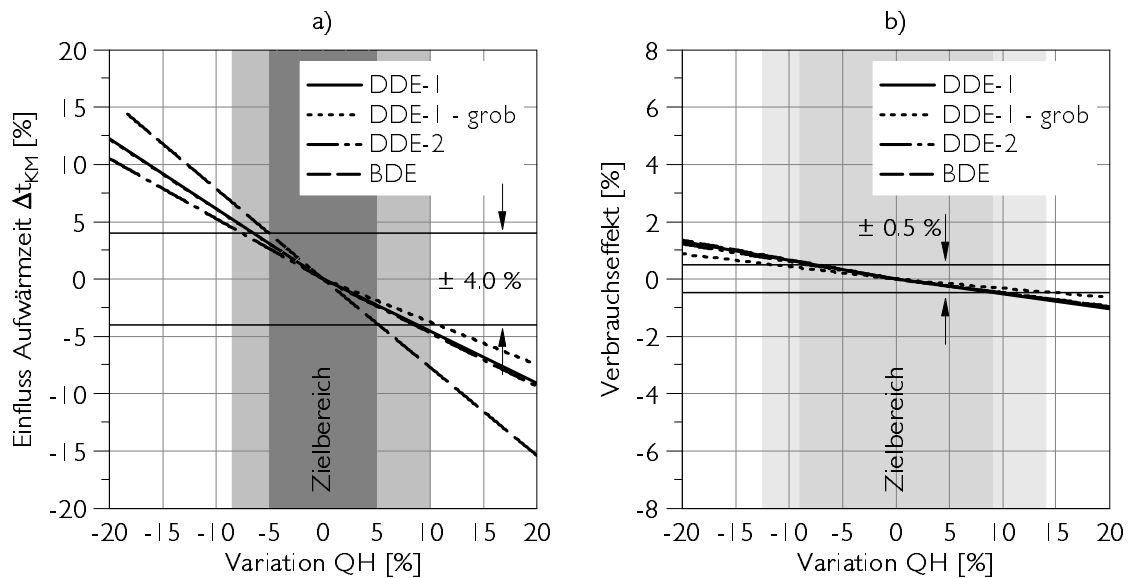 a)
20
15
10
5
0
-5
-10
-15
-20
Einfluss Aufwärmzeit Δt_KM [%]
DDE-1
DDE-1 - grob
DDE-2
BDE
± 4.0 %
Zielbereich
-20 -15 -10 -5 0 5 10 15 20
Variation QH [%]
b)
8
6
4
2
0
-2
-4
-6
-8
Verbrauchseffekt [%]
DDE-1
DDE-1 - grob
DDE-2
BDE
± 0.5 %
Zielbereich
-20 -15 -10 -5 0 5 10 15 20
Variation QH [%]